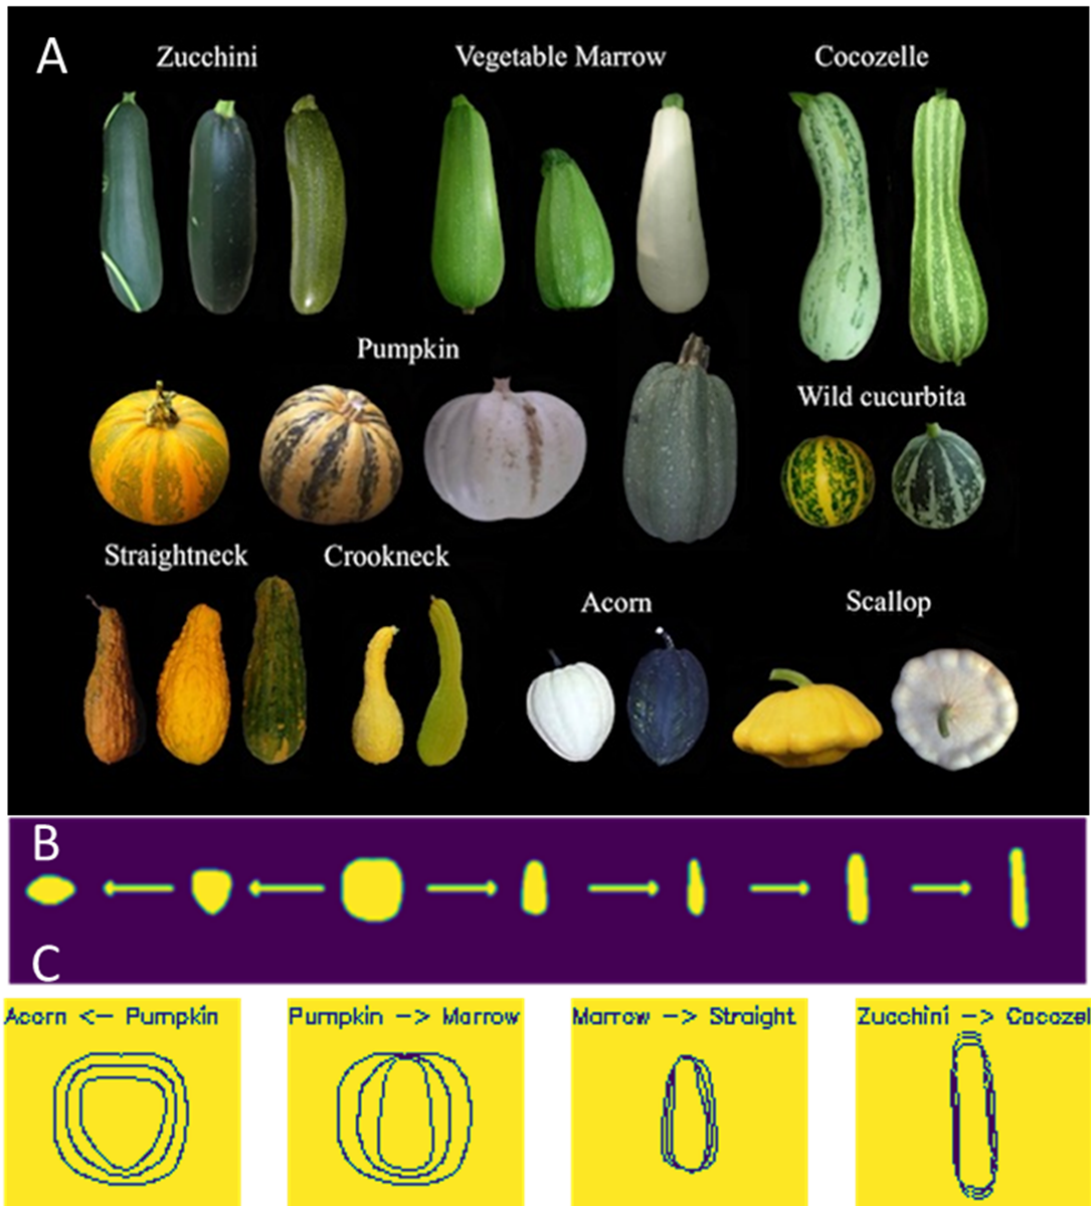 A
Zucchini
Vegetable Marrow
Cocozelle
Pumpkin
Wild cucurbita
Straightneck
Crookneck
Acorn
Scallop
B
C
Acorn <- Pumpkin
Pumpkin -> Marrow
Marrow -> Straight
Zucchini -> Cocozel